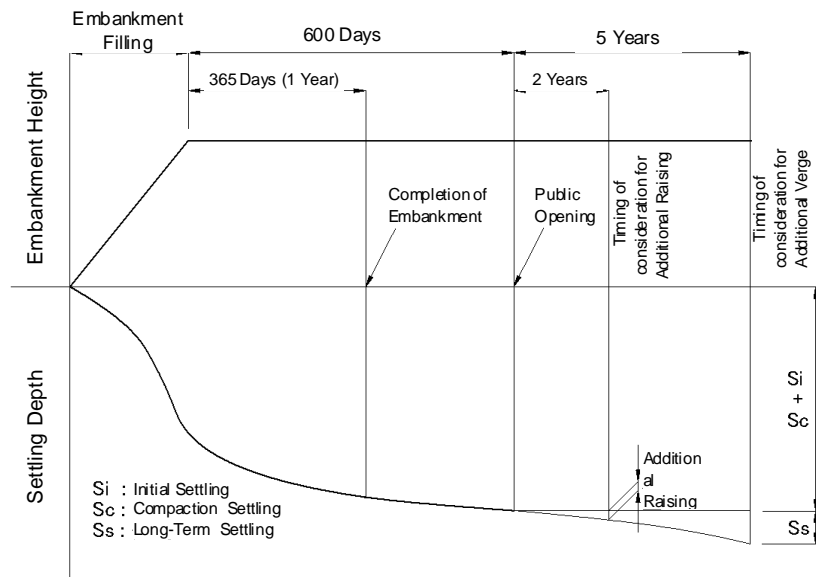 Embankment
Filling
600 Days
5 Years
365 Days (1 Year)
2 Years
Embankment Height
Completion of
Embankment
Public
Opening
Timing of
consideration for
Additional Raising
Timing of
consideration for
Additional Verge
Settling Depth
Si
+
Sc
Addition
al
Raising
Ss
Si : Initial Settling
Sc : Compaction Settling
Ss : Long-Term Settling